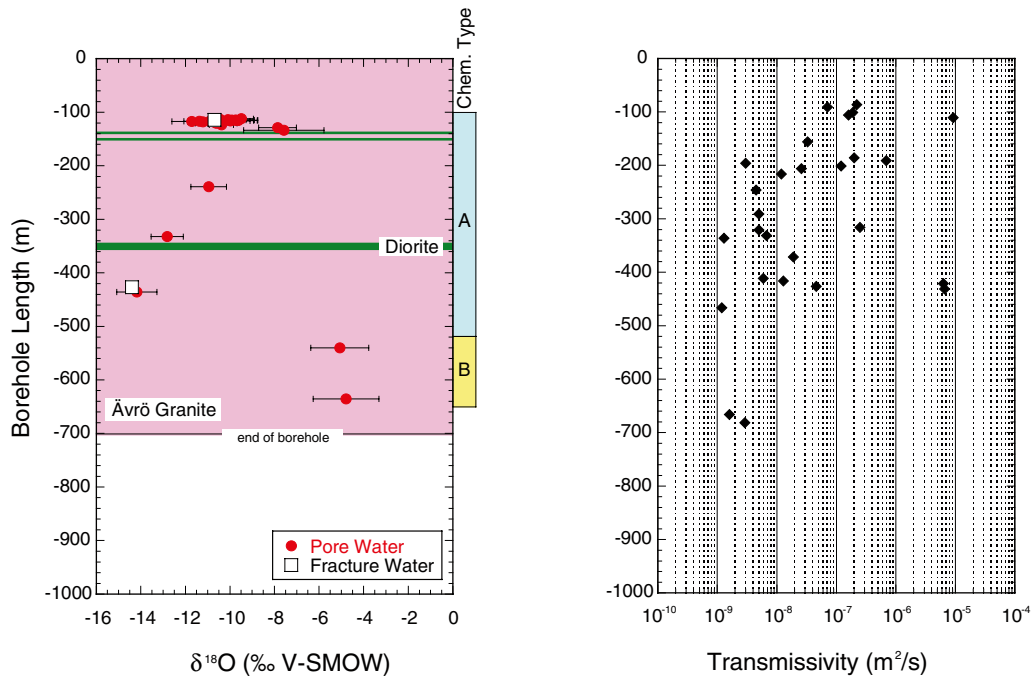 Chem. Type
Borehole Length (m)
0
-100
-200
-300
-400
-500
-600
-700
-800
-900
-1000
A
B
Diorite
Ävrö Granite
end of borehole
Pore Water
Fracture Water
-16 -14 -12 -10 -8 -6 -4 -2 0
δ¹⁸O (‰ V-SMOW)
0
-100
-200
-300
-400
-500
-600
-700
-800
-900
-1000
10⁻¹⁰ 10⁻⁹ 10⁻⁸ 10⁻⁷ 10⁻⁶ 10⁻⁵ 10⁻⁴
Transmissivity (m²/s)